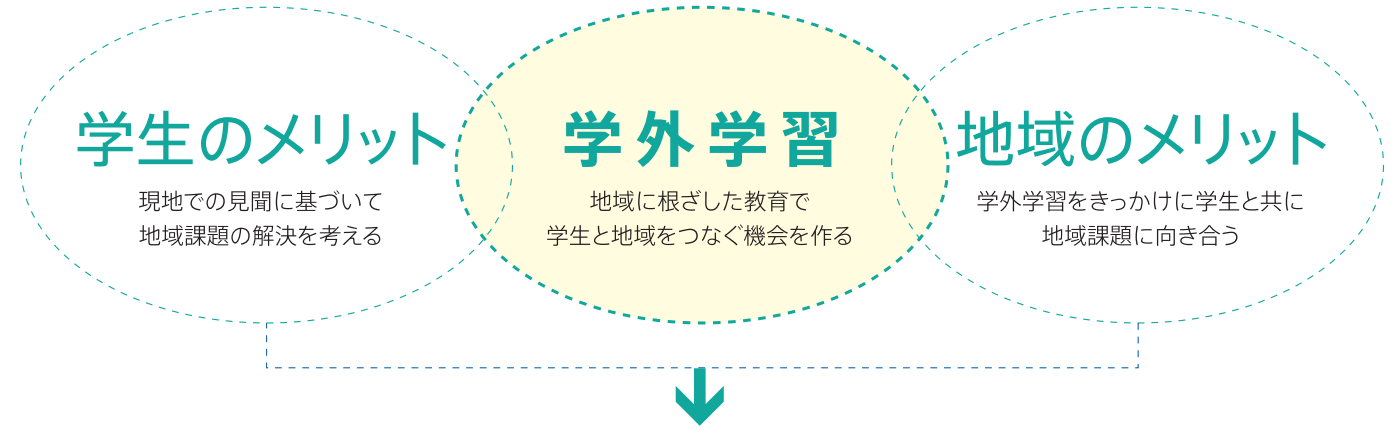 学生のメリット
現地での見聞に基づいて
地域課題の解決を考える
学外学習
地域に根ざした教育で
学生と地域をつなぐ機会を作る
地域のメリット
学外学習をきっかけに学生と共に
地域課題に向き合う